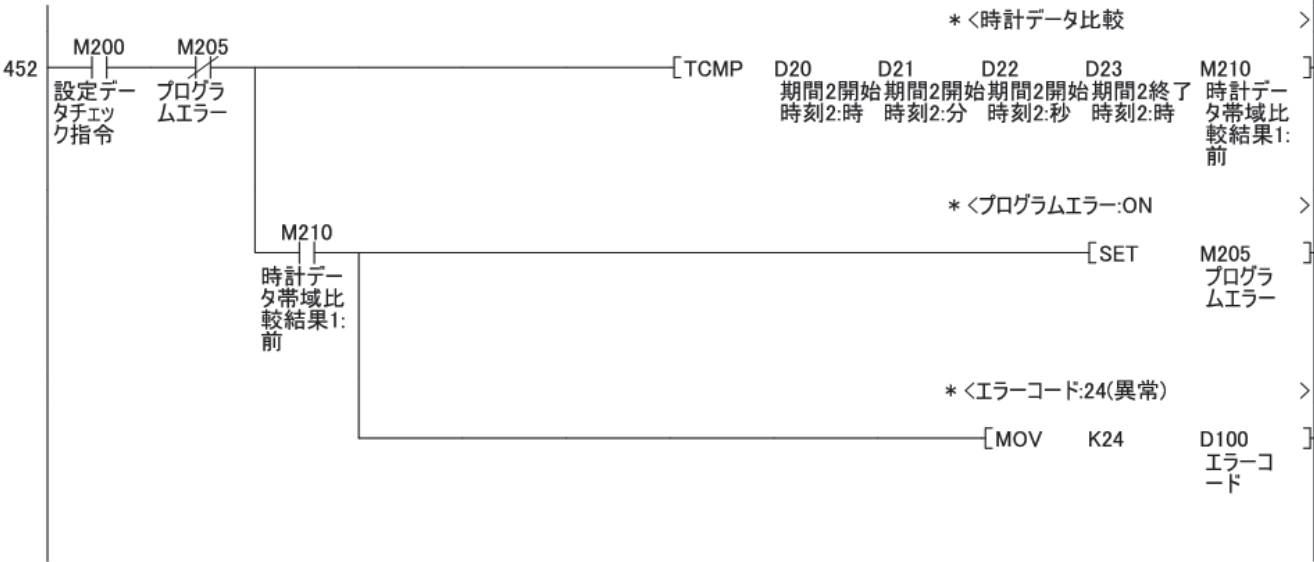 * <時計データ比較 >
M200 M205
452 [TCMP D20 D21 D22 D23 M210 ]
設定デー プログラ 期間2開始 期間2開始 期間2開始 期間2終了 時計デー
タチェッ ムエラー 時刻2:時 時刻2:分 時刻2:秒 時刻2:時 タ帯域比
ク指令 較結果1:
前
* <プログラムエラー:ON >
M210
[SET M205 ]
時計デー プログラ
タ帯域比 ムエラー
較結果1:
前
* <エラーコード:24(異常) >
[MOV K24 D100 ]
エラーコ
ード